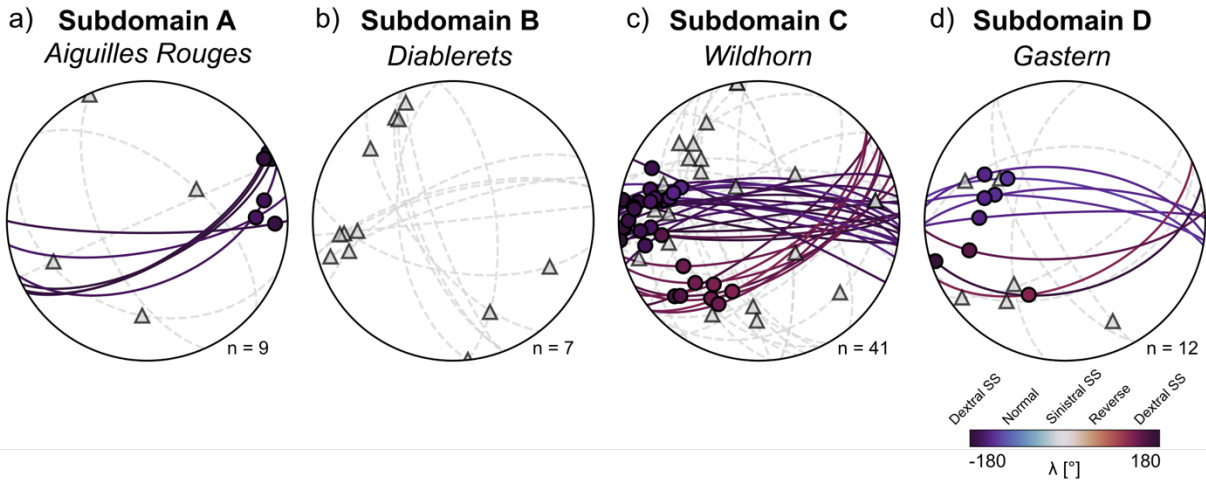 a) Subdomain A
Aiguilles Rouges
n = 9
b) Subdomain B
Diablerets
n = 7
c) Subdomain C
Wildhorn
n = 41
d) Subdomain D
Gastern
n = 12
Dextral SS
Normal
Sinistral SS
Reverse
Dextral SS
-180
180
λ [°]